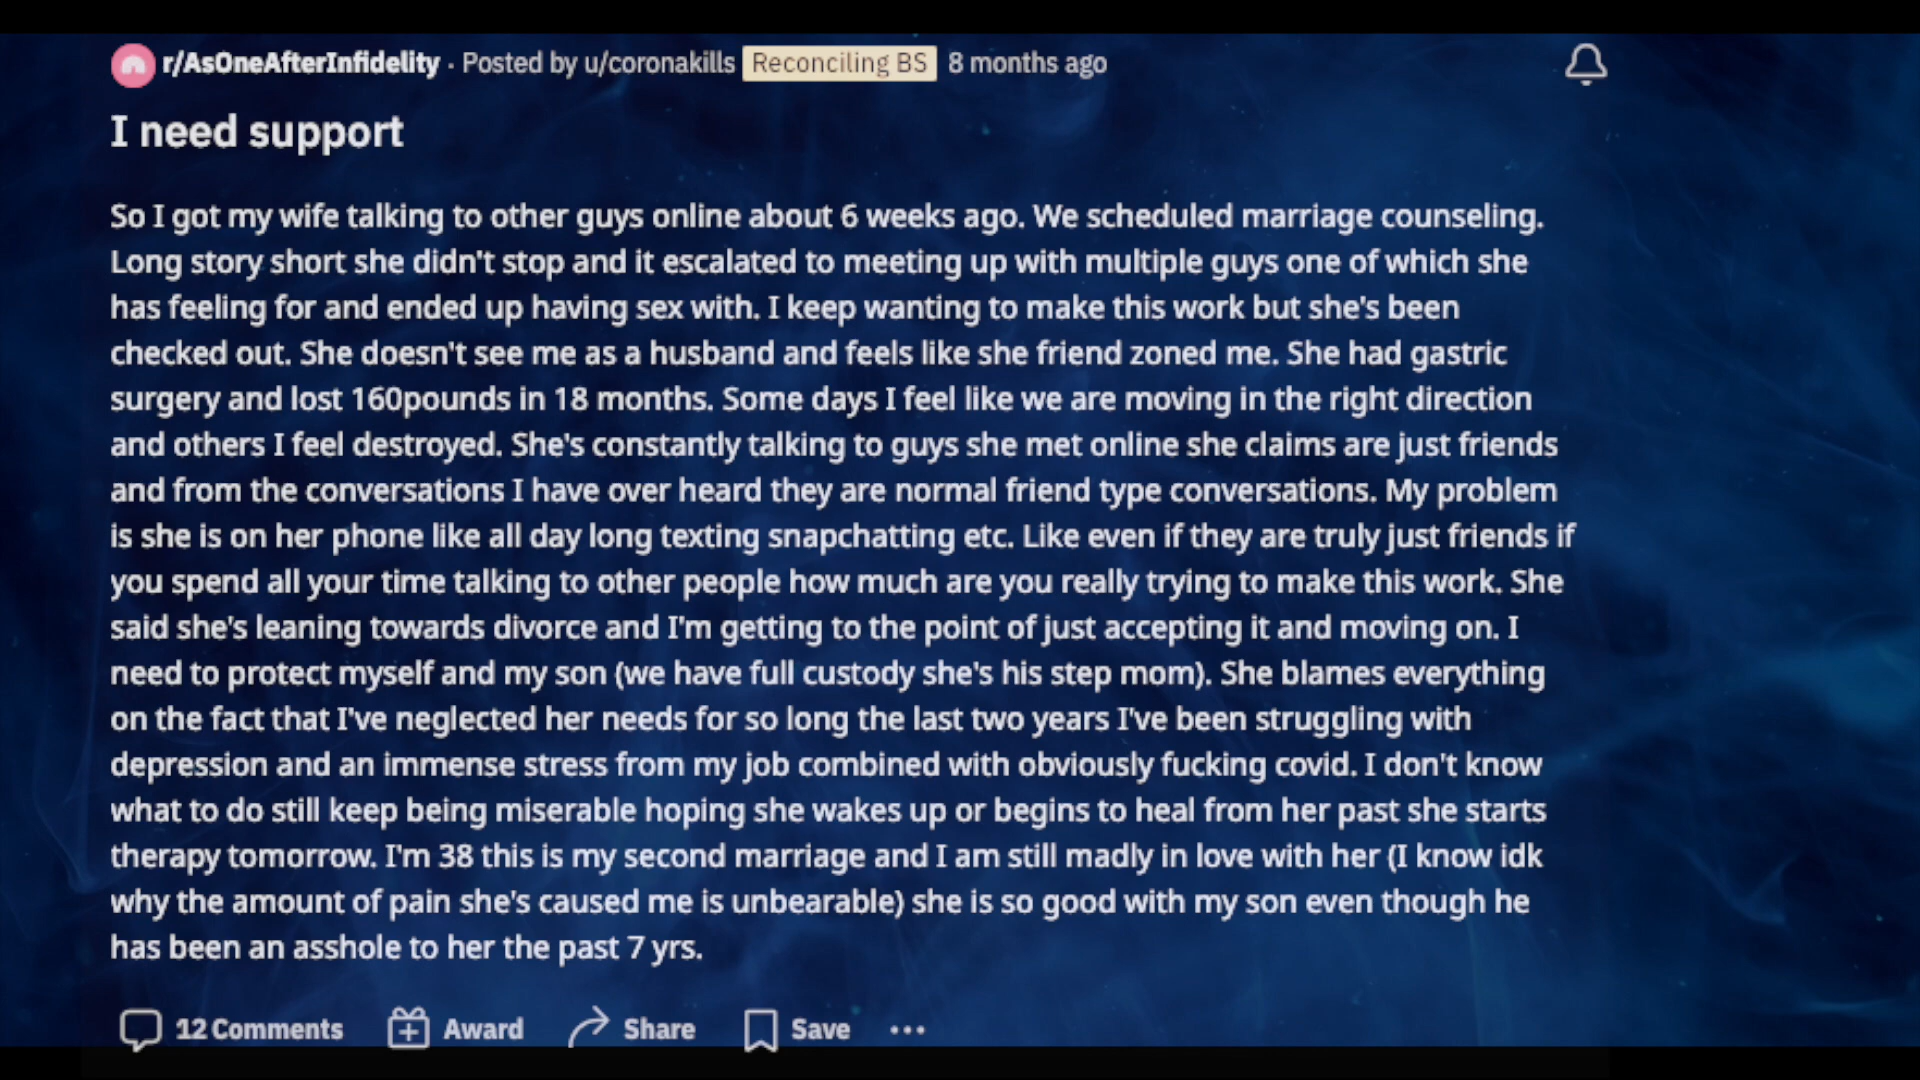 r/AsOneAfterInfidelity · Posted by u/coronakills Reconciling BS 8 months ago
I need support
So I got my wife talking to other guys online about 6 weeks ago. We scheduled marriage counseling.
Long story short she didn't stop and it escalated to meeting up with multiple guys one of which she
has feeling for and ended up having sex with. I keep wanting to make this work but she's been
checked out. She doesn't see me as a husband and feels like she friend zoned me. She had gastric
surgery and lost 160pounds in 18 months. Some days I feel like we are moving in the right direction
and others I feel destroyed. She's constantly talking to guys she met online she claims are just friends
and from the conversations I have over heard they are normal friend type conversations. My problem
is she is on her phone like all day long texting snapchatting etc. Like even if they are truly just friends if
you spend all your time talking to other people how much are you really trying to make this work. She
said she's leaning towards divorce and I'm getting to the point of just accepting it and moving on. I
need to protect myself and my son (we have full custody she's his step mom). She blames everything
on the fact that I've neglected her needs for so long the last two years I've been struggling with
depression and an immense stress from my job combined with obviously fucking covid. I don't know
what to do still keep being miserable hoping she wakes up or begins to heal from her past she starts
therapy tomorrow. I'm 38 this is my second marriage and I am still madly in love with her (I know idk
why the amount of pain she's caused me is unbearable) she is so good with my son even though he
has been an asshole to her the past 7 yrs.
12 Comments Award Share Save ...